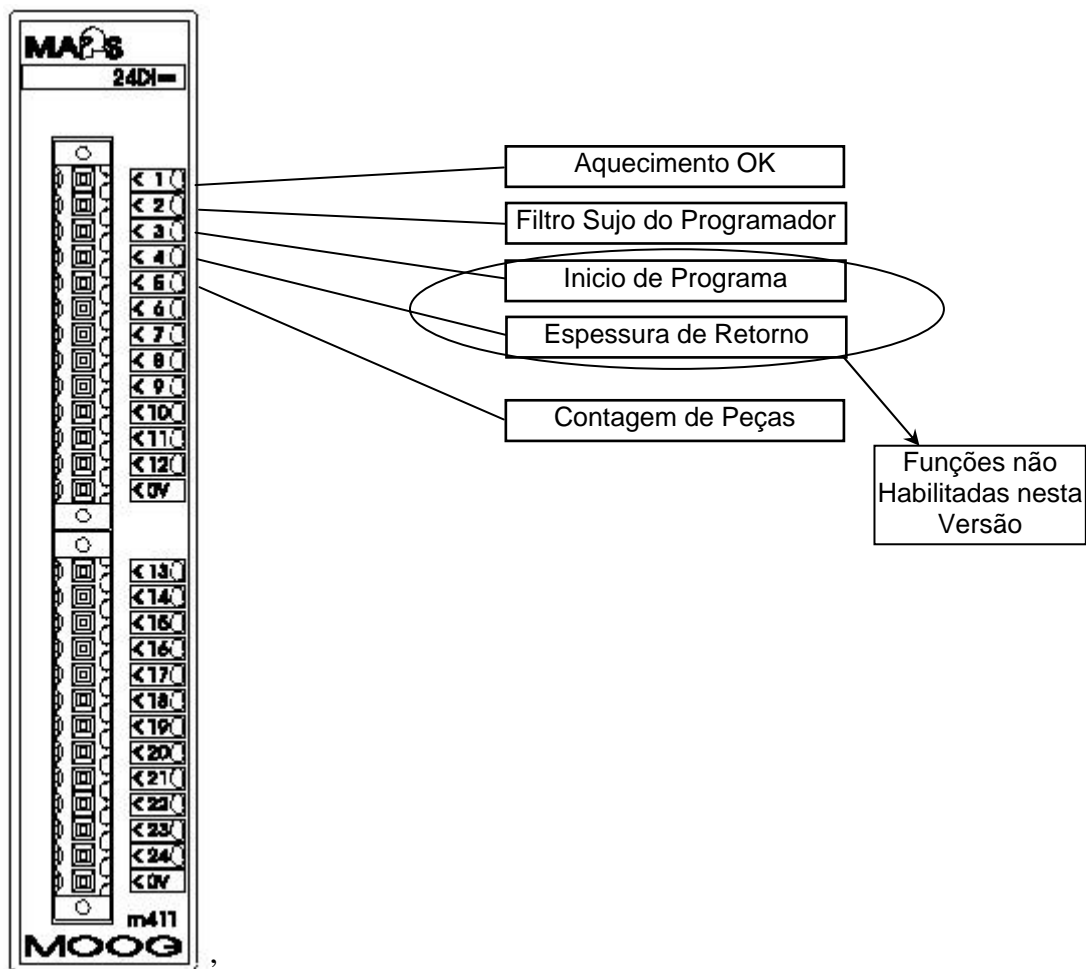 MAPS
24DI
< 1
< 2
< 3
< 4
< 5
< 6
< 7
< 8
< 9
<10
<11
<12
<0V
<13
<14
<15
<16
<17
<18
<19
<20
<21
<22
<23
<24
<0V
m411
MOOG ,
Aquecimento OK
Filtro Sujo do Programador
Inicio de Programa
Espessura de Retorno
Contagem de Peças
Funções não
Habilitadas nesta
Versão